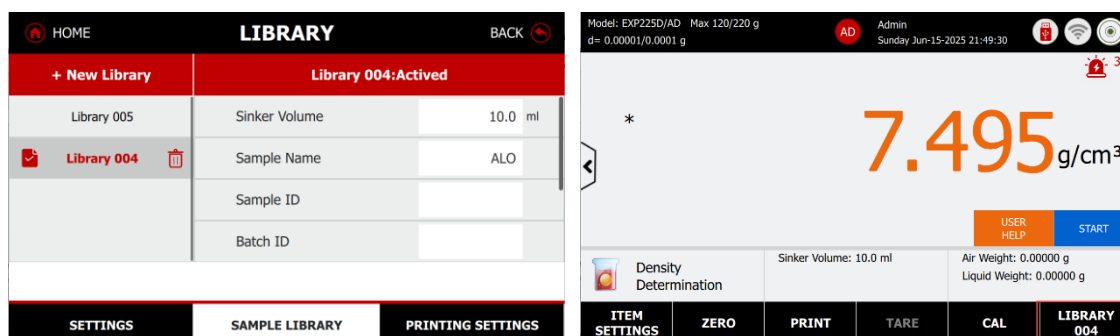 HOME
LIBRARY
BACK
+ New Library
Library 004:Actived
Library 005
Sinker Volume
10.0 ml
Library 004
Sample Name
ALO
Sample ID
Batch ID
SETTINGS
SAMPLE LIBRARY
PRINTING SETTINGS
Model: EXP225D/AD Max 120/220 g
d= 0.00001/0.0001 g
AD
Admin
Sunday Jun-15-2025 21:49:30
3
*
7.495 g/cm³
USER
HELP
START
Density
Determination
Sinker Volume: 10.0 ml
Air Weight: 0.00000 g
Liquid Weight: 0.00000 g
ITEM
SETTINGS
ZERO
PRINT
TARE
CAL
LIBRARY
004